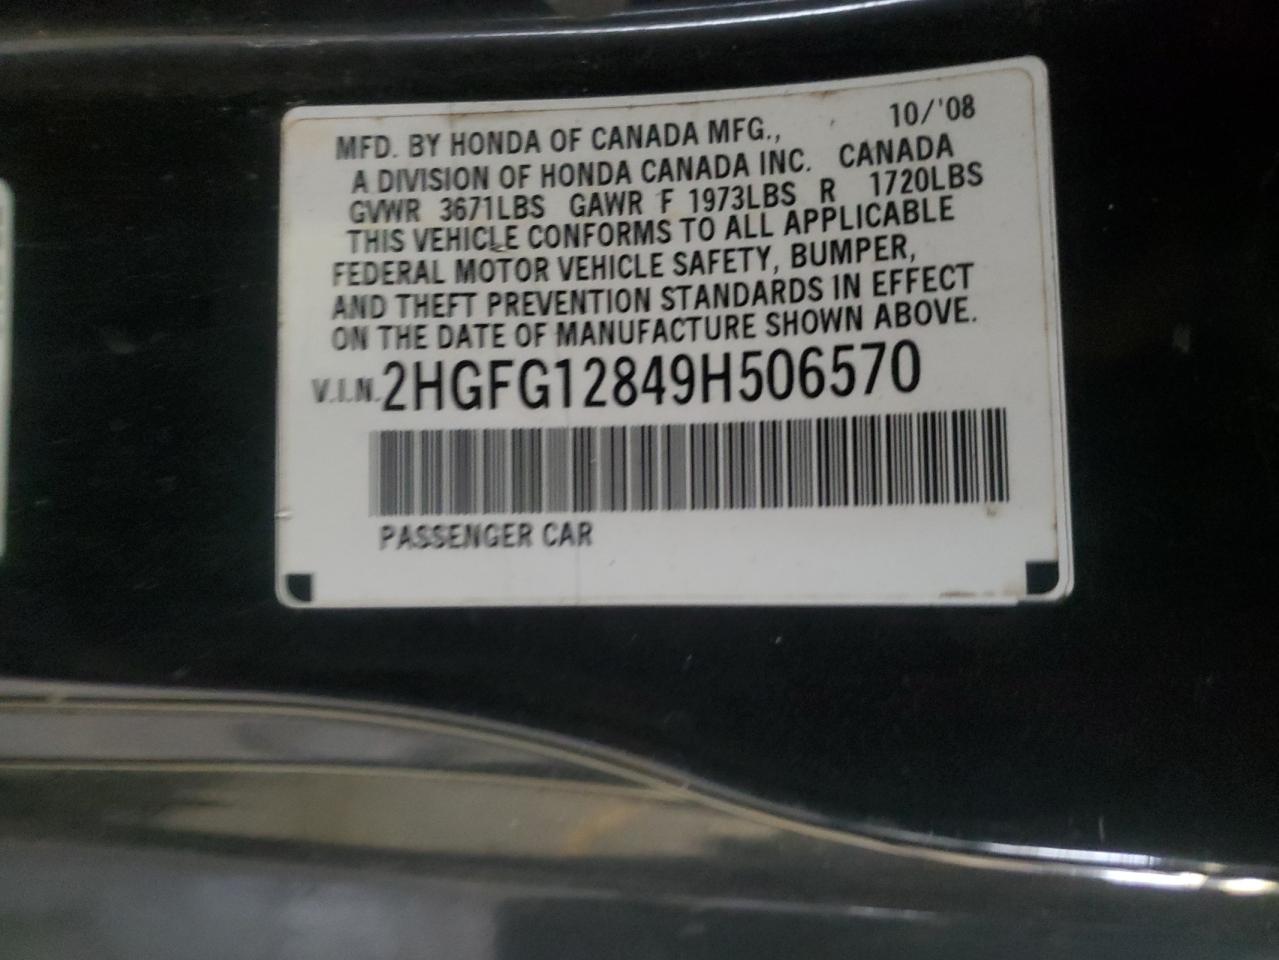 10/'08
MFD. BY HONDA OF CANADA MFG.,
A DIVISION OF HONDA CANADA INC. CANADA
GVWR 3671LBS GAWR F 1973LBS R 1720LBS
THIS VEHICLE CONFORMS TO ALL APPLICABLE
FEDERAL MOTOR VEHICLE SAFETY, BUMPER,
AND THEFT PREVENTION STANDARDS IN EFFECT
ON THE DATE OF MANUFACTURE SHOWN ABOVE.
V.I.N. 2HGFG12849H506570
PASSENGER CAR